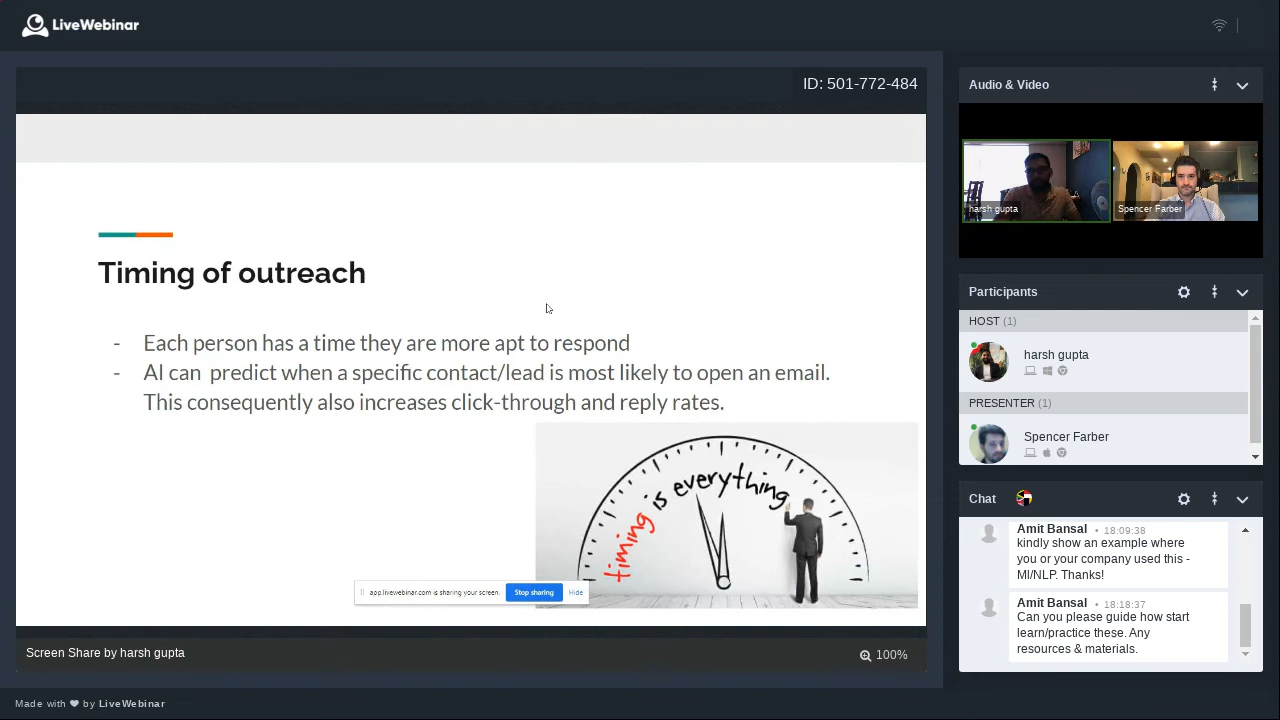 LiveWebinar
ID: 501-772-484
Timing of outreach
- Each person has a time they are more apt to respond
- AI can  predict when a specific contact/lead is most likely to open an email.
This consequently also increases click-through and reply rates.
timing is everything
app.livewebinar.com is sharing your screen.
Stop sharing
Hide
Screen Share by harsh gupta
100%
Audio & Video
harsh gupta
Spencer Farber
Participants
HOST (1)
harsh gupta
PRESENTER (1)
Spencer Farber
Chat
Amit Bansal • 18:09:38
kindly show an example where
you or your company used this -
MI/NLP. Thanks!
Amit Bansal • 18:18:37
Can you please guide how start
learn/practice these. Any
resources & materials.
Made with ❤ by LiveWebinar